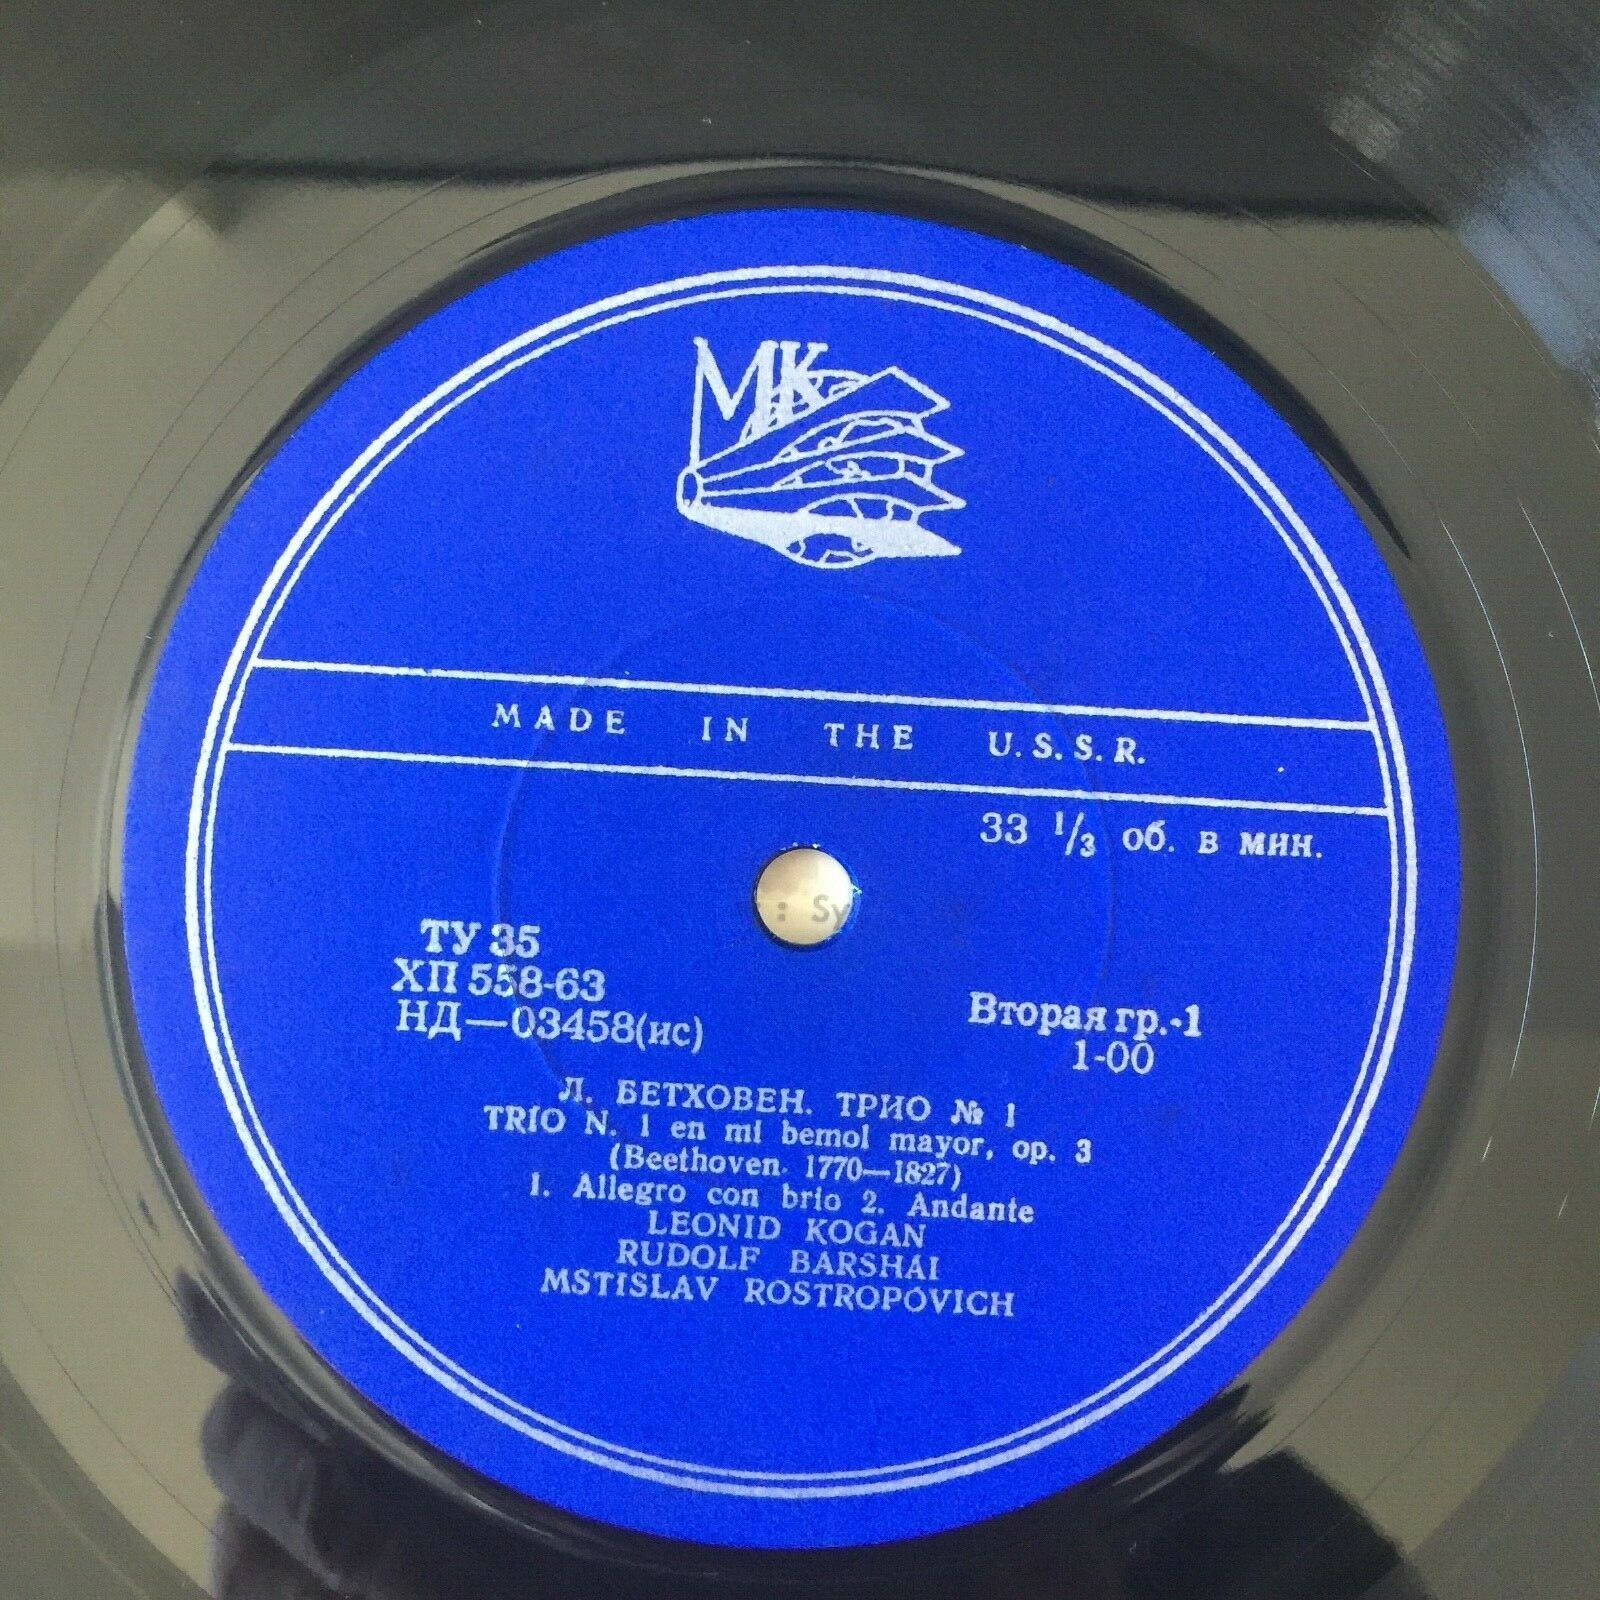 МК
MADE IN THE U.S.S.R.
33 1/3 об. в мин.
ТУ 35
ХП 558-63
НД—03458(ис)
Вторая гр.-1
1-00
Л. БЕТХОВЕН. ТРИО № 1
TRIO N. 1 en mi bemol mayor, op. 3
(Beethoven. 1770—1827)
1. Allegro con brio 2. Andante
LEONID KOGAN
RUDOLF BARSHAI
MSTISLAV ROSTROPÓVICH
: Sy